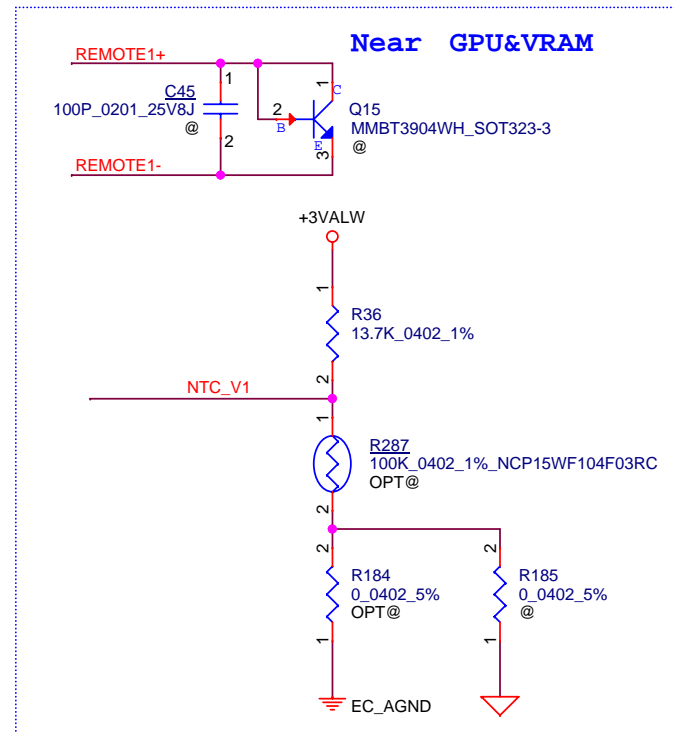 Near GPU&VRAM
REMOTE1+
1
C45
100P_0201_25V8J
@
2
1
C
2
B
E
3
Q15
MMBT3904WH_SOT323-3
@
REMOTE1-
+3VALW
1
R36
13.7K_0402_1%
2
NTC_V1
1
R287
100K_0402_1%_NCP15WF104F03RC
OPT@
2
2
R184
0_0402_5%
OPT@
1
2
R185
0_0402_5%
@
1
EC_AGND